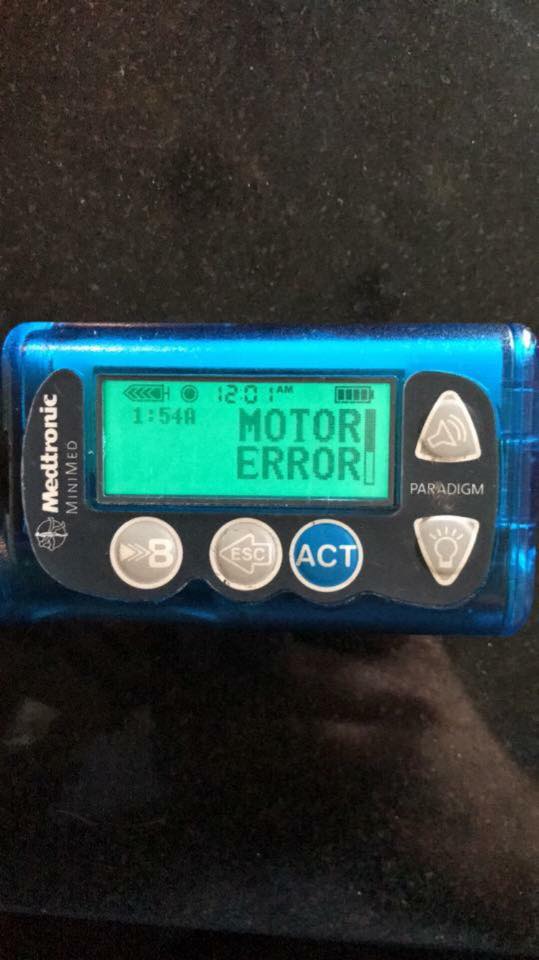 12:01 AM
1:54A MOTOR
ERROR
Medtronic
MINIMED
PARADIGM
B
ESC
ACT